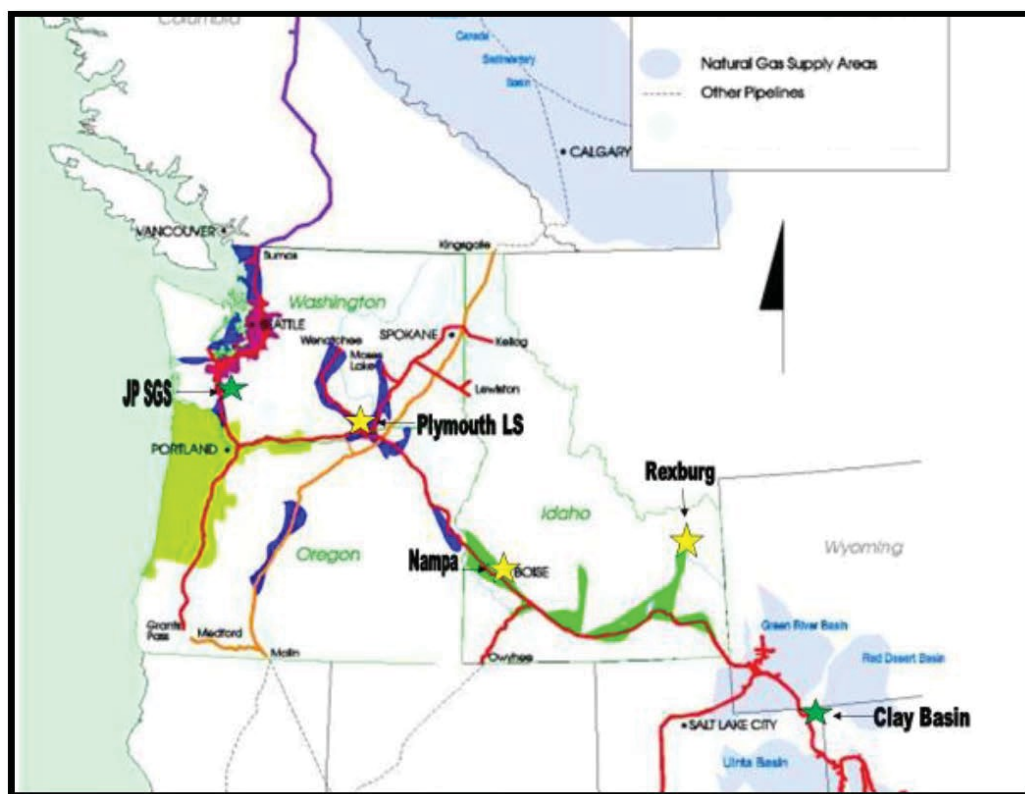 Columbia
Canada
Sedimentary
Basin
Natural Gas Supply Areas
Other Pipelines
CALGARY
VANCOUVER
Kingsgate
Sumas
Washington
SEATTLE
SPOKANE
Wenatchee
Kellog
Moses
Lake
Lewiston
JP SGS
Plymouth LS
PORTLAND
Rexburg
Idaho
Wyoming
Oregon
Nampa
BOISE
Grants
Pass
Medford
Malin
Owyhee
Green River Basin
Red Desert Basin
SALT LAKE CITY
Clay Basin
Uinta Basin